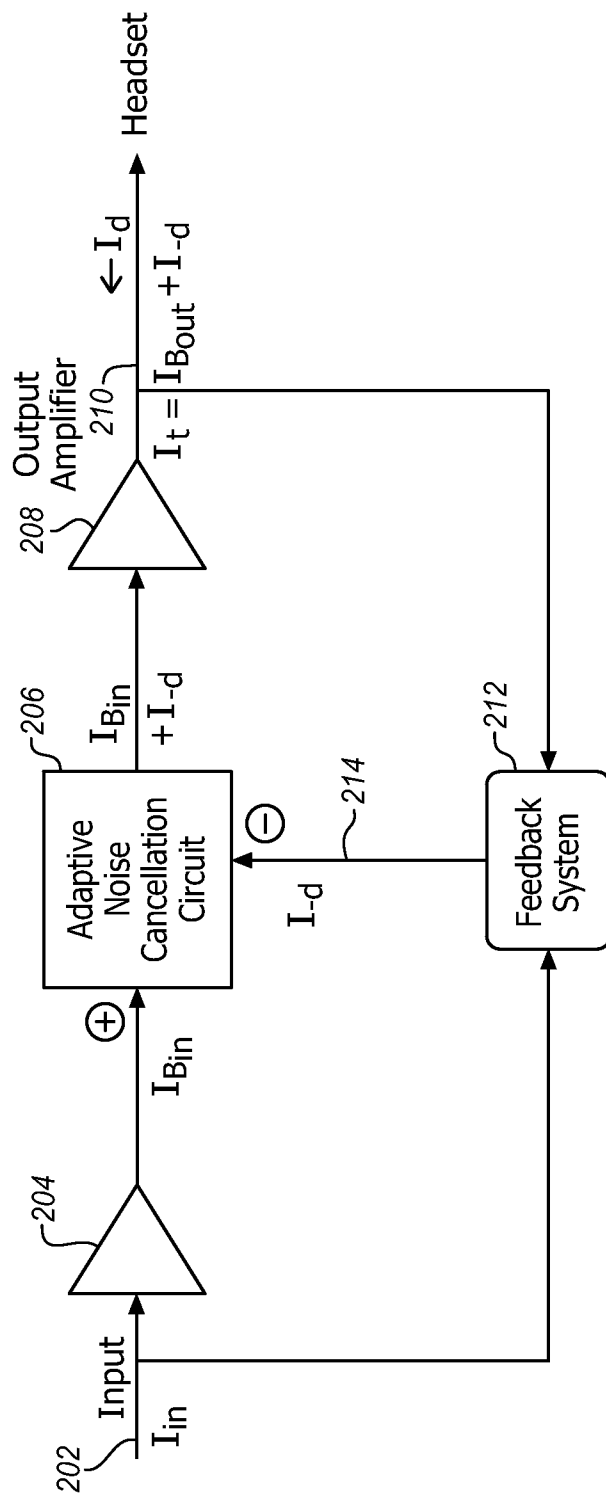 202
Input
I_in
204
I_Bin
⊕
206
Adaptive
Noise
Cancellation
Circuit
⊖
I_-d
214
I_Bin
+I_-d
208
Output
Amplifier
210
I_t = I_Bout + I_-d
← I_d
Headset
212
Feedback
System